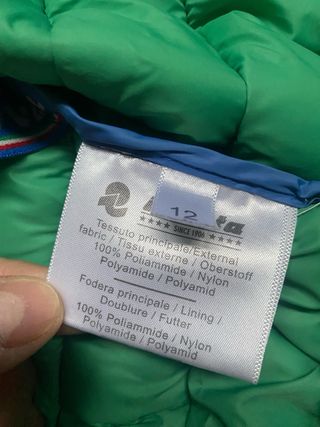 12
SINCE 1906
Tessuto principale/External
fabric / Tissu externe / Oberstoff
100% Poliammide / Nylon
Polyamide / Polyamid
Fodera principale / Lining /
Doublure / Futter
100% Poliammide / Nylon
Polyamide / Polyamid